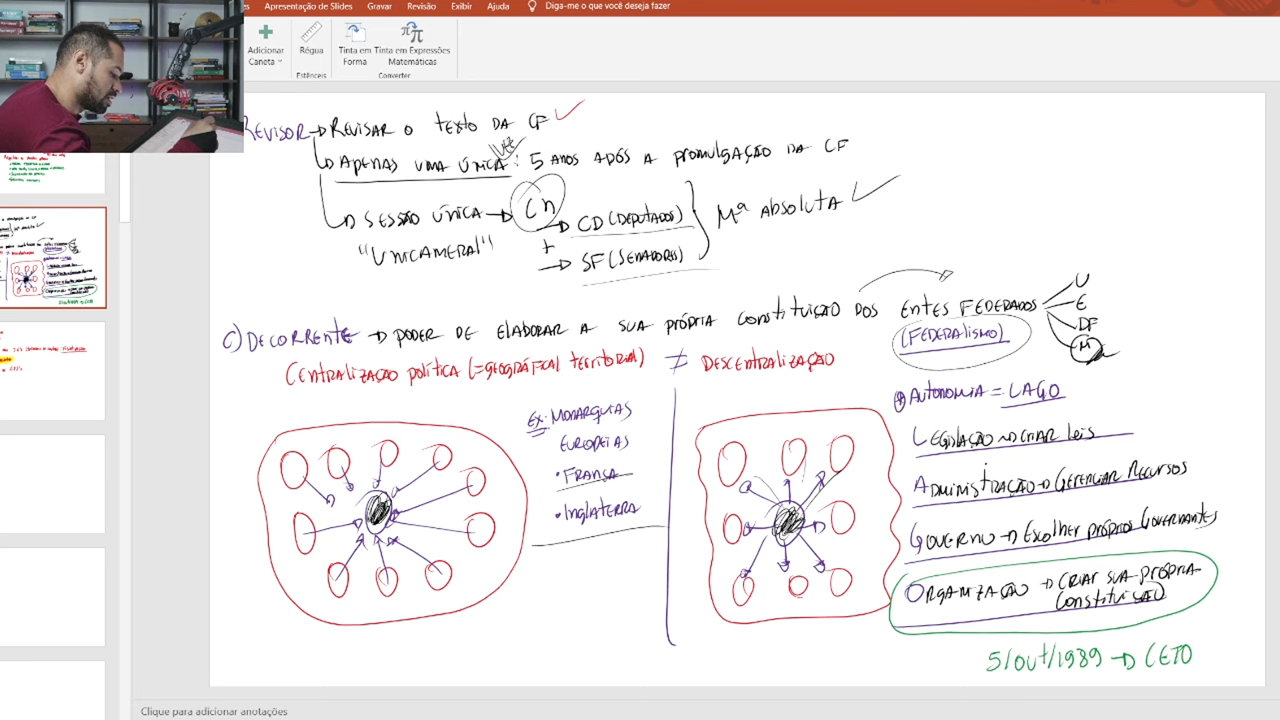 Apresentação de Slides Gravar Revisão Exibir Ajuda Diga-me o que você deseja fazer
Adicionar Caneta Régua Tinta em Forma Tinta em Expressões Matemáticas
Estênceis Converter
REVISOR → REVISAR O TEXTO DA CF
→ APENAS UMA ÚNICA Vez : 5 ANOS APÓS A PROMULGAÇÃO DA CF
→ SESSÃO ÚNICA → CN → CD (DEPUTADOS)
"UNICAMERAL" + → SF (SENADORES)
Mª ABSOLUTA
C) DECORRENTE → PODER DE ELABORAR A SUA PRÓPRIA CONSTITUIÇÃO DOS ENTES FEDERADOS
(FEDERALISMO)
U
E
DF
M
CENTRALIZAÇÃO POLÍTICA (=GEOGRÁFICA/TERRITORIAL) ≠ DESCENTRALIZAÇÃO
Ex: MONARQUIAS
EUROPEIAS
• FRANÇA
• INGLATERRA
AUTONOMIA = LAGO
LEGISLAÇÃO → CRIAR LEIS
ADMINISTRAÇÃO → GERENCIAR RECURSOS
GOVERNO → ESCOLHER PRÓPRIOS GOVERNANTES
ORGANIZAÇÃO → CRIAR SUA PRÓPRIA
CONSTITUIÇÃO
5/out/1989 → CETO
Clique para adicionar anotações